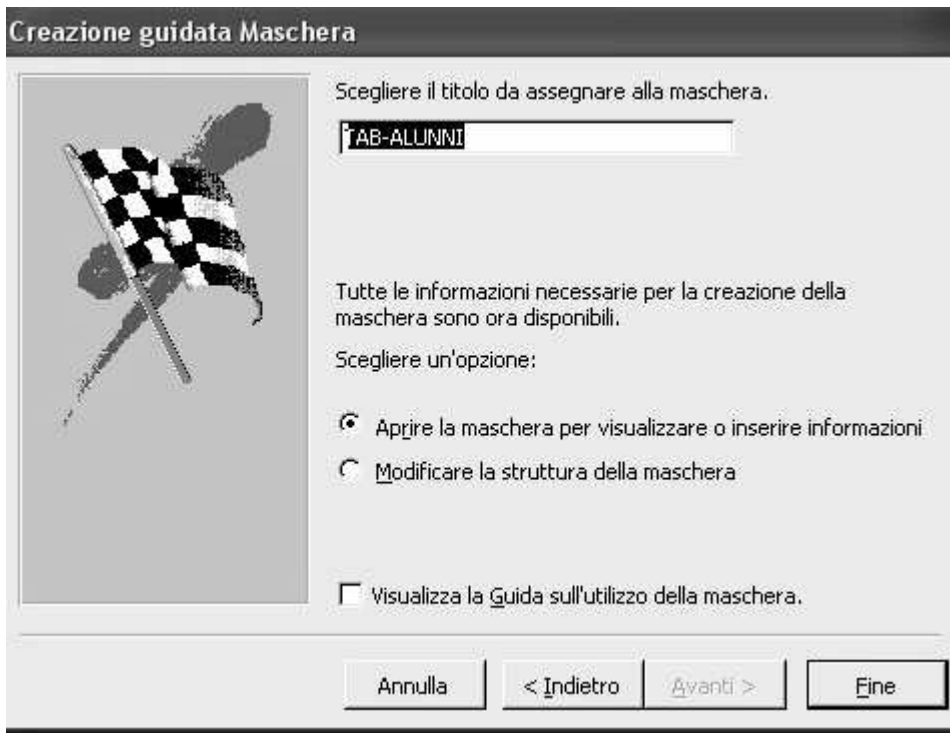 Creazione guidata Maschera
Scegliere il titolo da assegnare alla maschera.
TAB-ALUNNI
Tutte le informazioni necessarie per la creazione della
maschera sono ora disponibili.
Scegliere un'opzione:
Aprire la maschera per visualizzare o inserire informazioni
Modificare la struttura della maschera
Visualizza la Guida sull'utilizzo della maschera.
Annulla
< Indietro
Avanti >
Fine